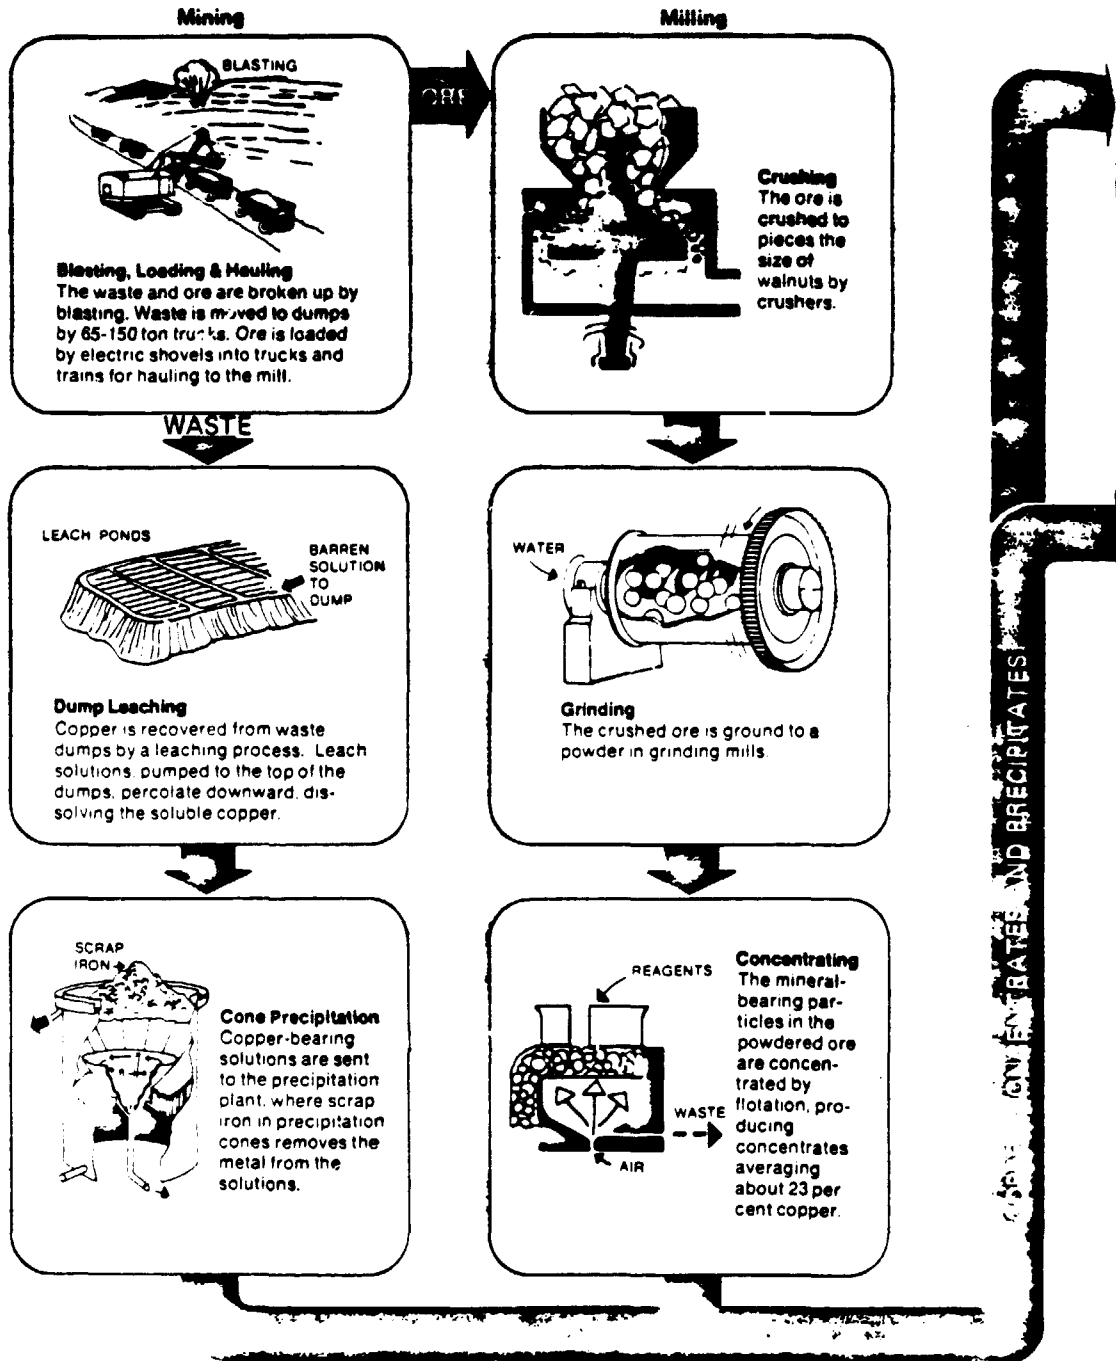 Mining
BLASTING
Blasting, Loading & Hauling
The waste and ore are broken up by
blasting. Waste is moved to dumps
by 65-150 ton trucks. Ore is loaded
by electric shovels into trucks and
trains for hauling to the mill.
ORE
WASTE
LEACH PONDS
BARREN
SOLUTION
TO
DUMP
Dump Leaching
Copper is recovered from waste
dumps by a leaching process. Leach
solutions, pumped to the top of the
dumps, percolate downward, dis-
solving the soluble copper.
SCRAP
IRON
Cone Precipitation
Copper-bearing
solutions are sent
to the precipitation
plant, where scrap
iron in precipitation
cones removes the
metal from the
solutions.
Milling
Crushing
The ore is
crushed to
pieces the
size of
walnuts by
crushers.
WATER
Grinding
The crushed ore is ground to a
powder in grinding mills.
REAGENTS
WASTE
AIR
Concentrating
The mineral-
bearing par-
ticles in the
powdered ore
are concen-
trated by
flotation, pro-
ducing
concentrates
averaging
about 23 per
cent copper.
CONCENTRATES AND PRECIPITATES